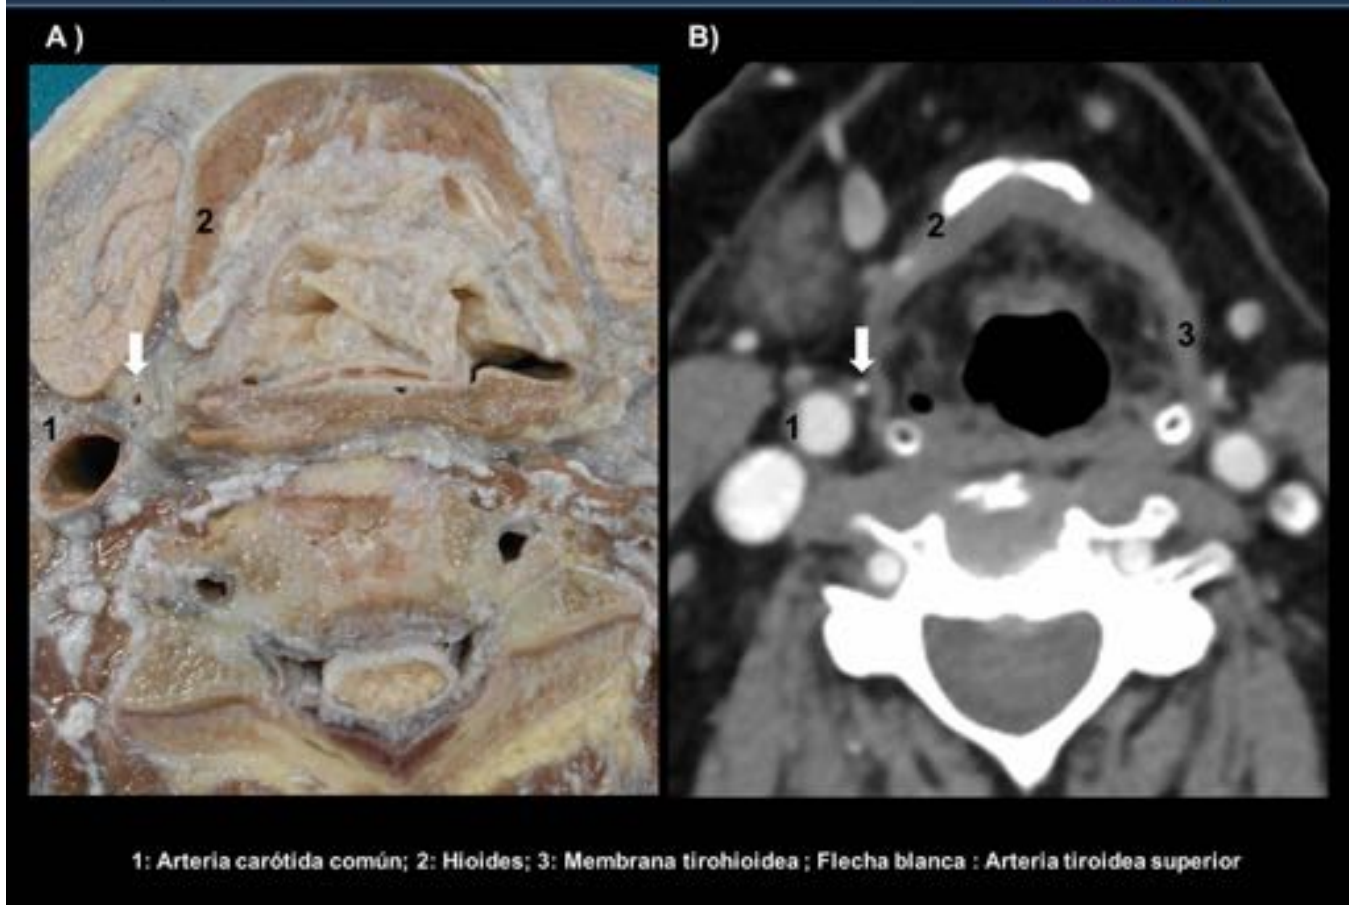 A )
B)
2
1
2
3
1
1: Arteria carótida común; 2: Hioides; 3: Membrana tirohioidea ; Flecha blanca : Arteria tiroidea superior